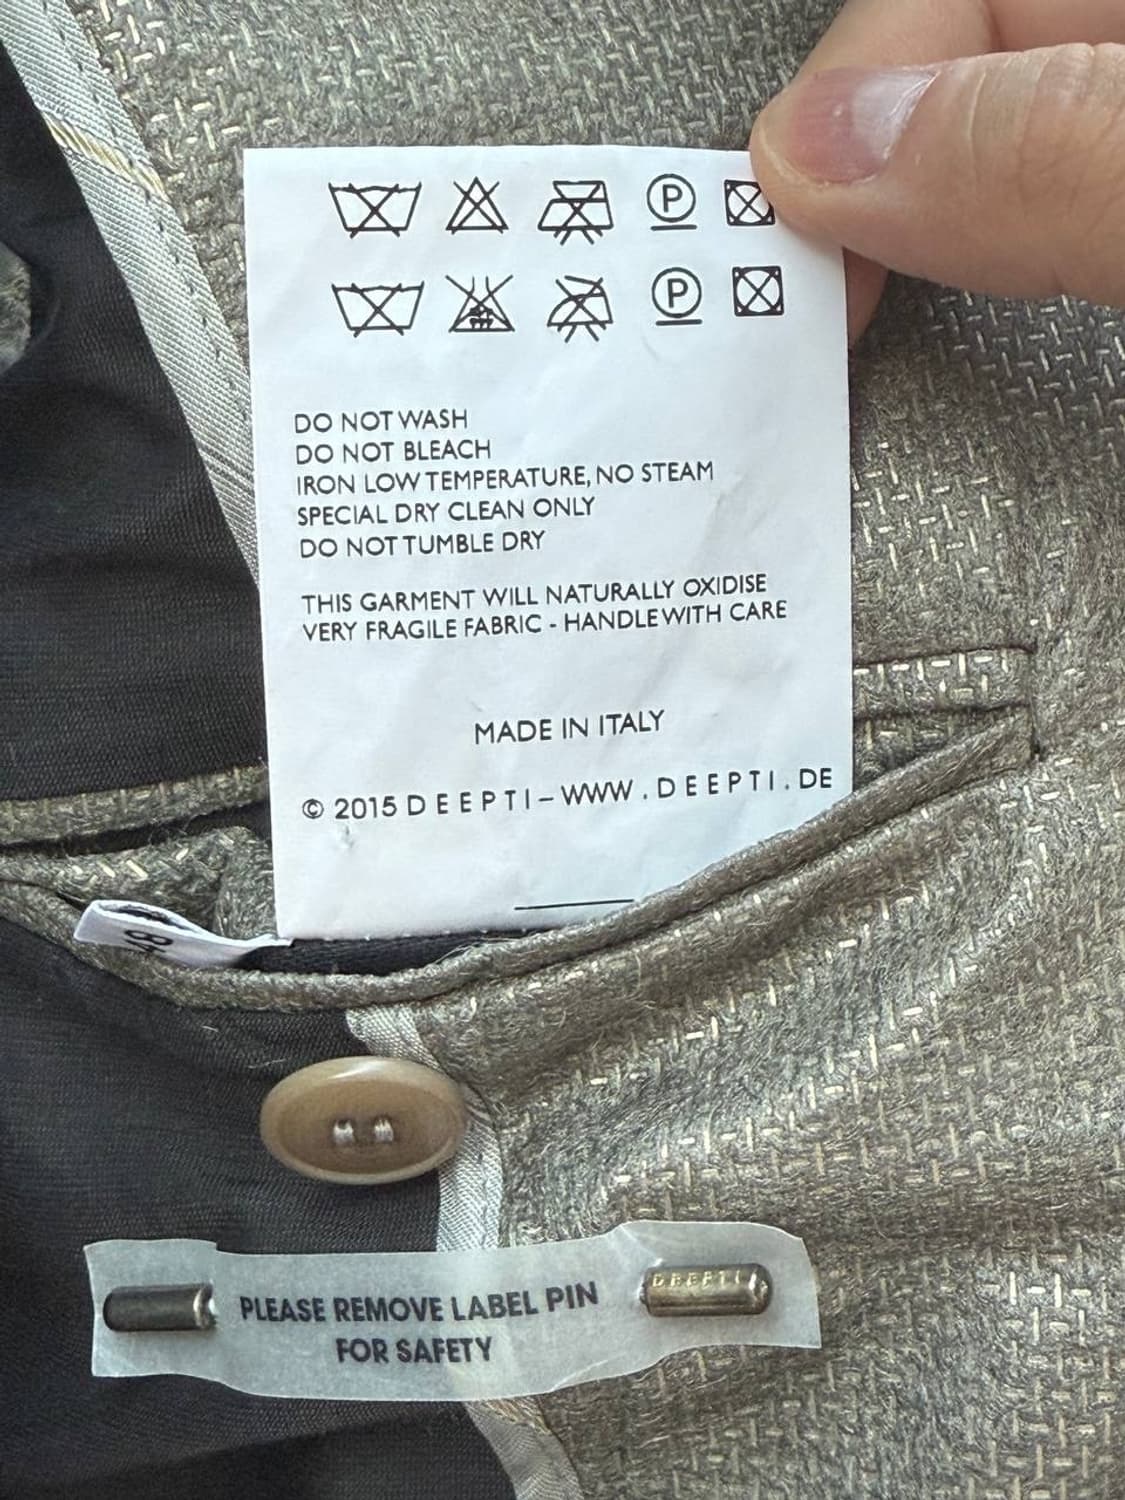 P
P
DO NOT WASH
DO NOT BLEACH
IRON LOW TEMPERATURE, NO STEAM
SPECIAL DRY CLEAN ONLY
DO NOT TUMBLE DRY
THIS GARMENT WILL NATURALLY OXIDISE
VERY FRAGILE FABRIC - HANDLE WITH CARE
MADE IN ITALY
© 2015 DEEPTI – WWW.DEEPTI.DE
PLEASE REMOVE LABEL PIN
FOR SAFETY
DEEPTI